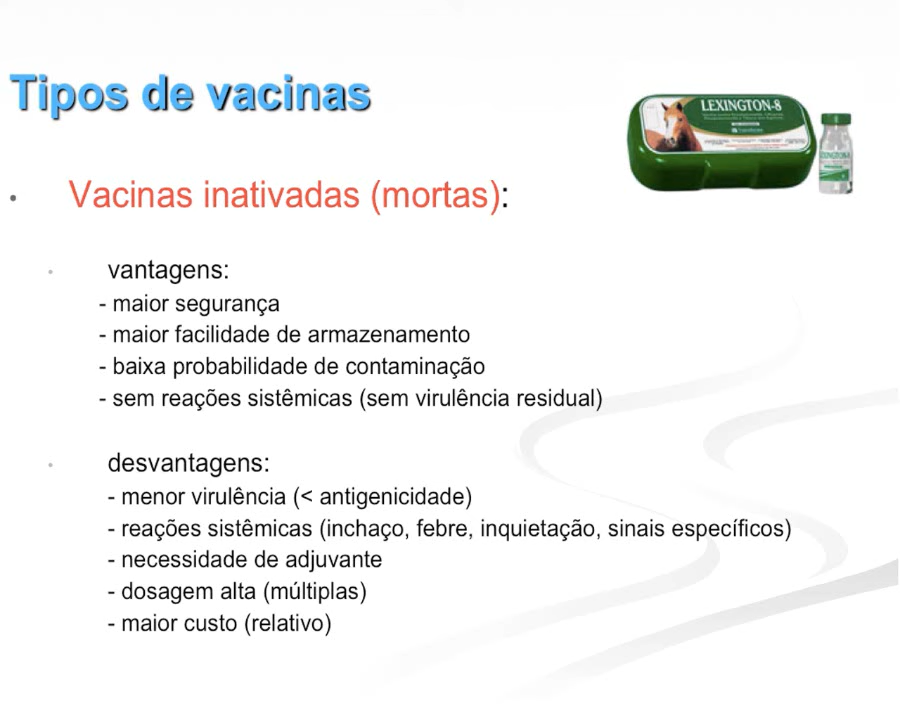 Tipos de vacinas
LEXINGTON-8
• Vacinas inativadas (mortas):
• vantagens:
- maior segurança
- maior facilidade de armazenamento
- baixa probabilidade de contaminação
- sem reações sistêmicas (sem virulência residual)
• desvantagens:
- menor virulência (< antigenicidade)
- reações sistêmicas (inchaço, febre, inquietação, sinais específicos)
- necessidade de adjuvante
- dosagem alta (múltiplas)
- maior custo (relativo)